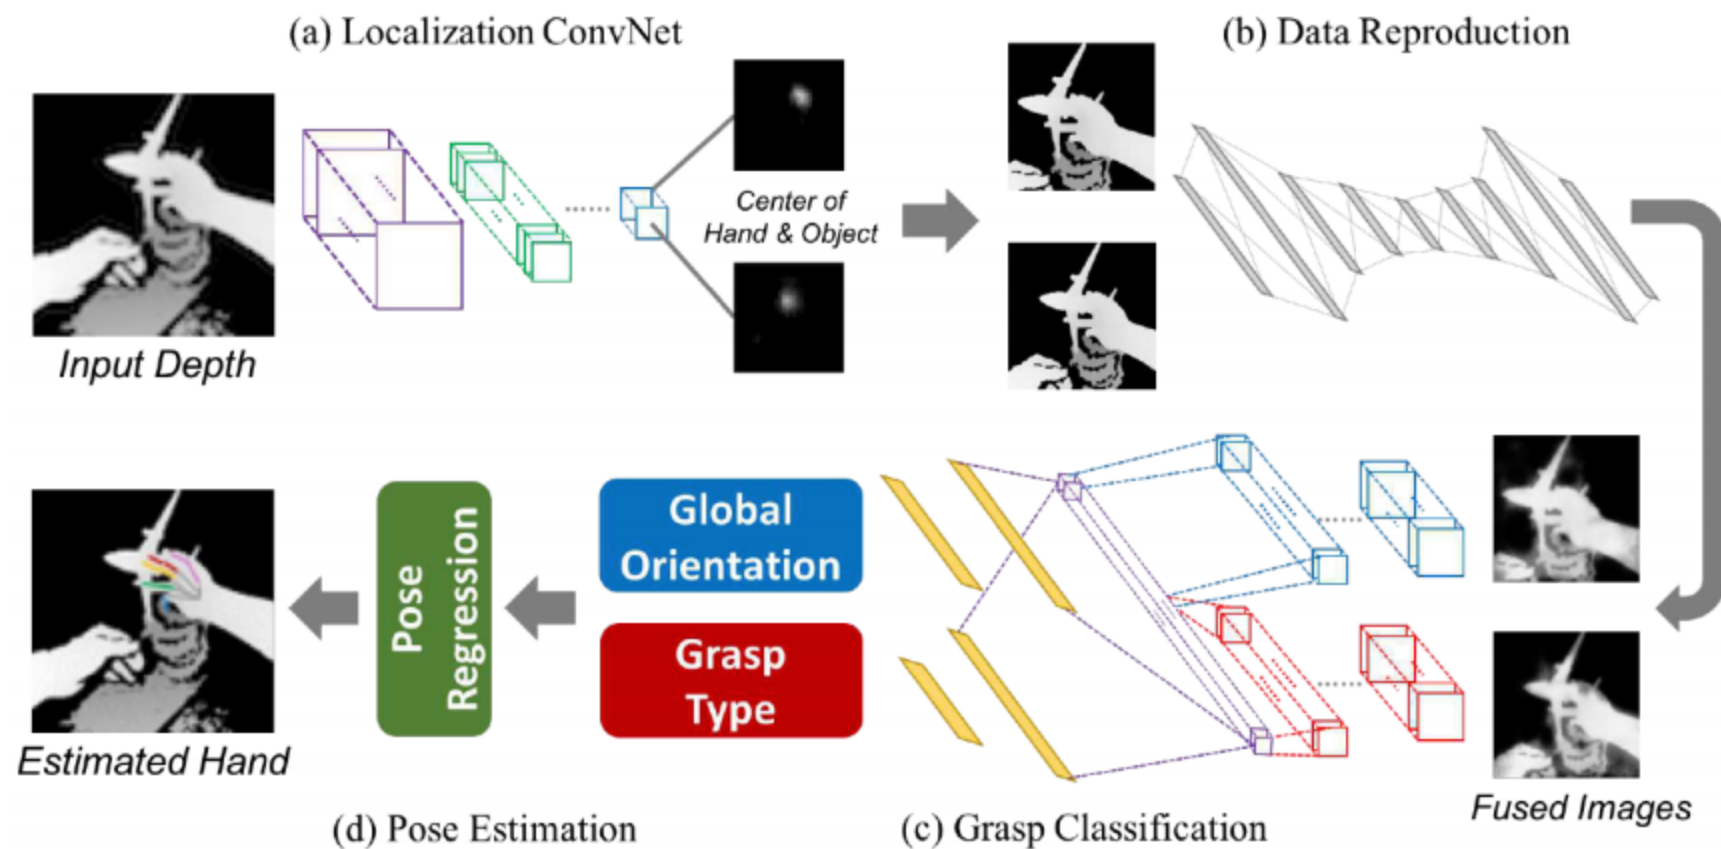 (a) Localization ConvNet
(b) Data Reproduction
Center of
Hand & Object
Input Depth
Global
Orientation
Grasp
Type
Pose
Regression
Estimated Hand
Fused Images
(d) Pose Estimation
(c) Grasp Classification